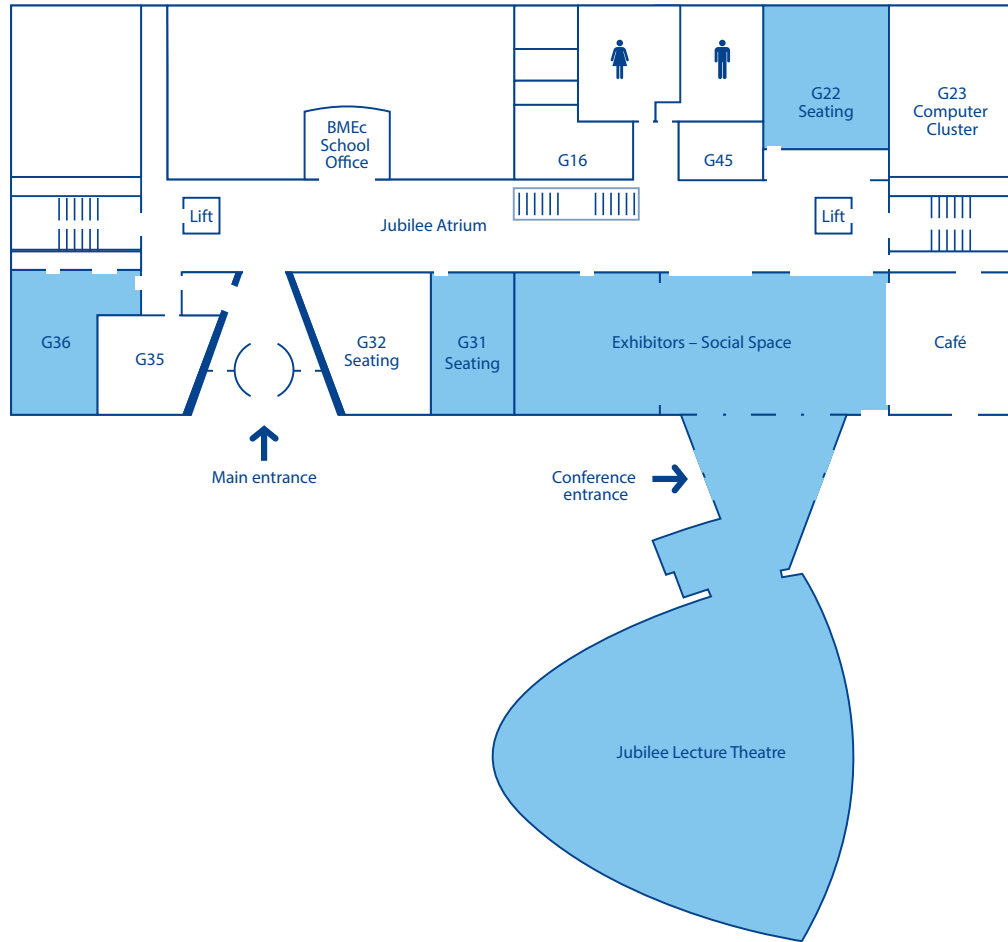 G22
Seating
G23
Computer
Cluster
BMEc
School
Office
G16
G45
Lift
Jubilee Atrium
Lift
G36
G35
G32
Seating
G31
Seating
Exhibitors – Social Space
Café
Main entrance
Conference
entrance
Jubilee Lecture Theatre